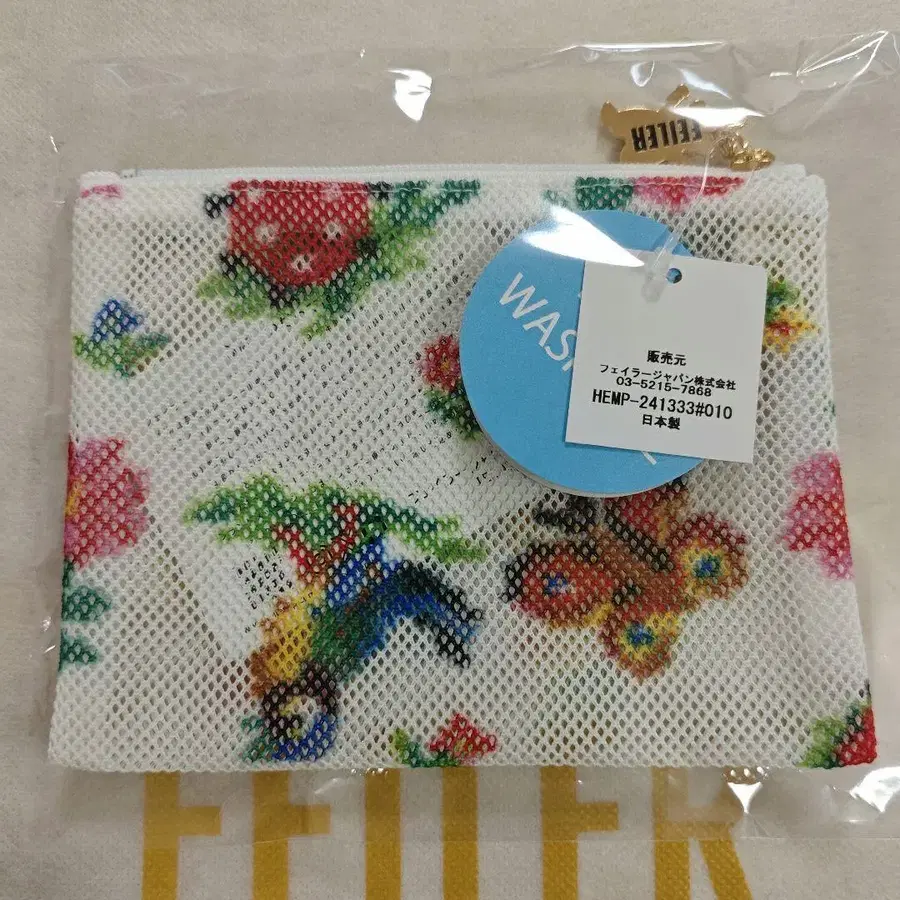 FEILER
販売元
フェイラージャパン株式会社
03-5215-7868
HEMP-241333#010
日本製
FEILER